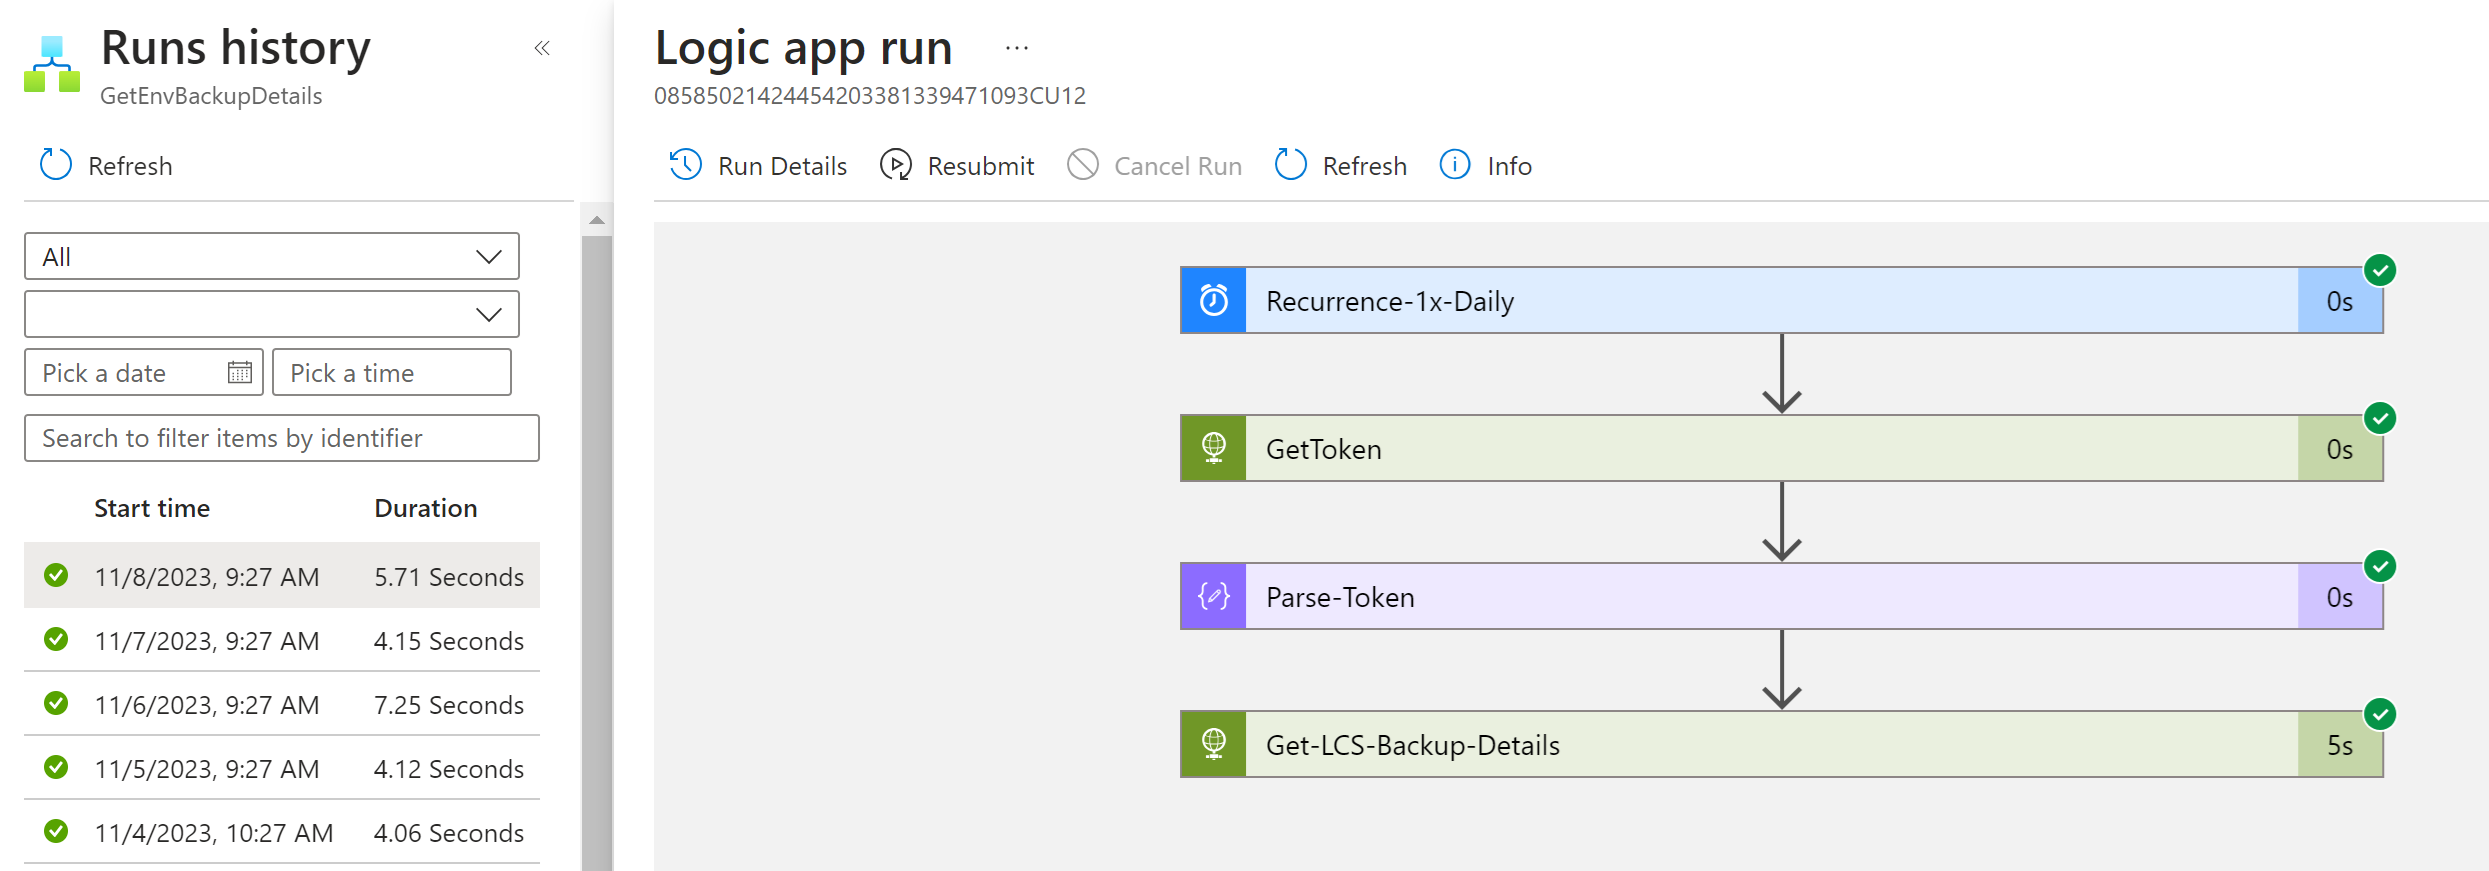 Runs history
GetEnvBackupDetails
Refresh
All
Pick a date Pick a time
Search to filter items by identifier
Start time Duration
11/8/2023, 9:27 AM 5.71 Seconds
11/7/2023, 9:27 AM 4.15 Seconds
11/6/2023, 9:27 AM 7.25 Seconds
11/5/2023, 9:27 AM 4.12 Seconds
11/4/2023, 10:27 AM 4.06 Seconds
Logic app run
08585021424454203381339471093CU12
Run Details Resubmit Cancel Run Refresh Info
Recurrence-1x-Daily 0s
GetToken 0s
Parse-Token 0s
Get-LCS-Backup-Details 5s